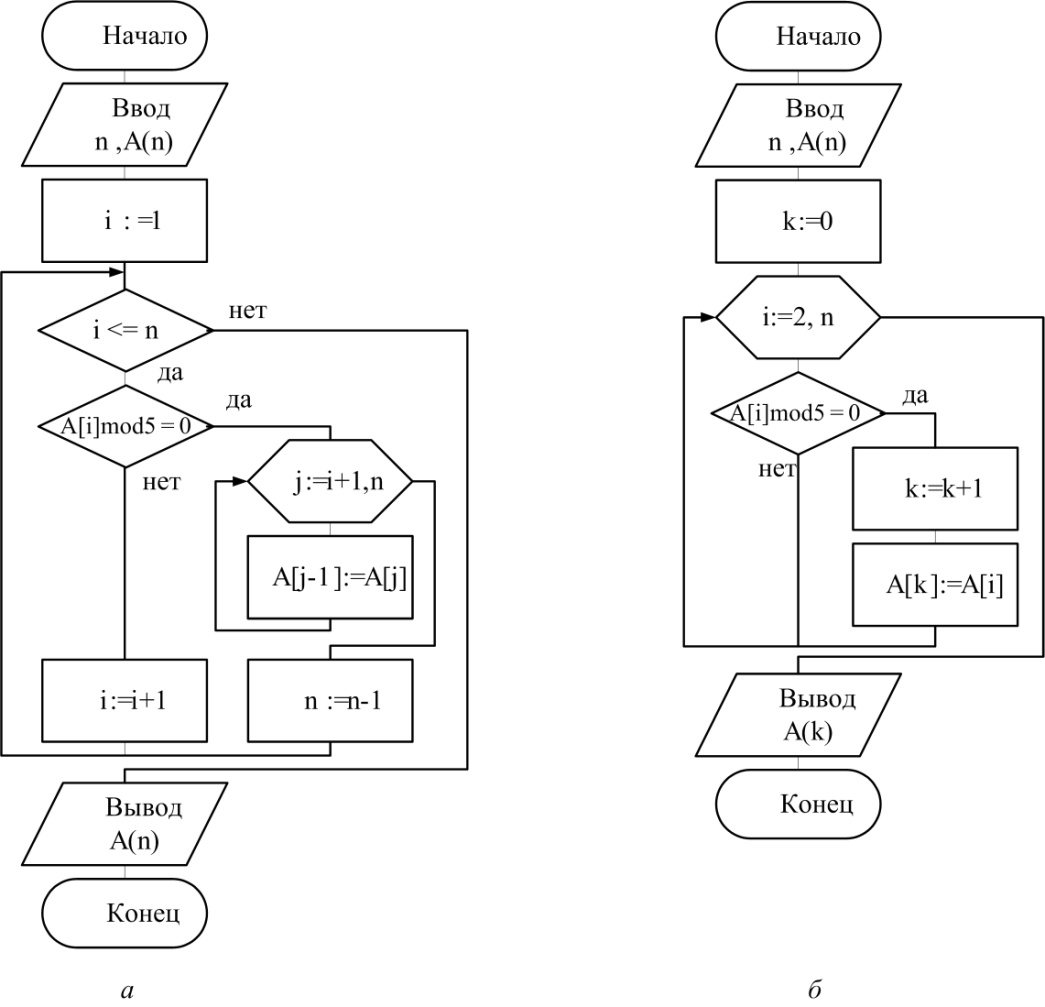 Начало
Ввод
n ,A(n)
i : =1
i <= n
нет
да
A[i]mod5 = 0
да
нет
j:=i+1,n
A[j-1]:=A[j]
i:=i+1
n :=n-1
Вывод
A(n)
Конец
а
Начало
Ввод
n ,A(n)
k:=0
i:=2, n
A[i]mod5 = 0
да
нет
k:=k+1
A[k]:=A[i]
Вывод
A(k)
Конец
б